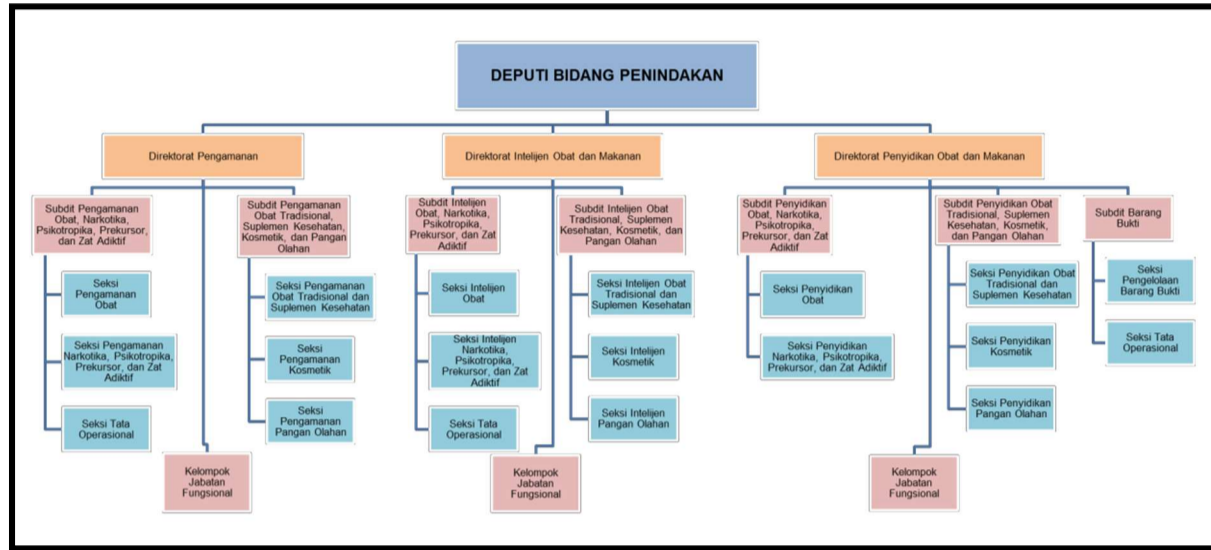 DEPUTI BIDANG PENINDAKAN
Direktorat Pengamanan
Direktorat Intelijen Obat dan Makanan
Direktorat Penyidikan Obat dan Makanan
Subdit Pengamanan
Obat, Narkotika,
Psikotropika, Prekursor,
dan Zat Adiktif
Subdit Pengamanan
Obat Tradisional,
Suplemen Kesehatan,
Kosmetik, dan Pangan
Olahan
Subdit Intelijen
Obat, Narkotika,
Psikotropika,
Prekursor, dan Zat
Adiktif
Subdit Intelijen Obat
Tradisional, Suplemen
Kesehatan, Kosmetik, dan
Pangan Olahan
Subdit Penyidikan
Obat, Narkotika,
Psikotropika,
Prekursor, dan Zat
Adiktif
Subdit Penyidikan Obat
Tradisional, Suplemen
Kesehatan, Kosmetik,
dan Pangan Olahan
Subdit Barang
Bukti
Seksi
Pengamanan
Obat
Seksi Pengamanan
Narkotika, Psikotropika,
Prekursor, dan Zat
Adiktif
Seksi Tata
Operasional
Seksi Pengamanan
Obat Tradisional dan
Suplemen Kesehatan
Seksi
Pengamanan
Kosmetik
Seksi
Pengamanan
Pangan Olahan
Kelompok
Jabatan
Fungsional
Seksi Intelijen
Obat
Seksi Intelijen
Narkotika,
Psikotropika,
Prekursor, dan Zat
Adiktif
Seksi Tata
Operasional
Seksi Intelijen Obat
Tradisional dan
Suplemen Kesehatan
Seksi Intelijen
Kosmetik
Seksi Intelijen
Pangan Olahan
Kelompok
Jabatan
Fungsional
Seksi Penyidikan
Obat
Seksi Penyidikan
Narkotika, Psikotropika,
Prekursor, dan Zat Adiktif
Seksi Penyidikan Obat
Tradisional dan
Suplemen Kesehatan
Seksi Penyidikan
Kosmetik
Seksi Penyidikan
Pangan Olahan
Seksi
Pengelolaan
Barang Bukti
Seksi Tata
Operasional
Kelompok
Jabatan
Fungsional